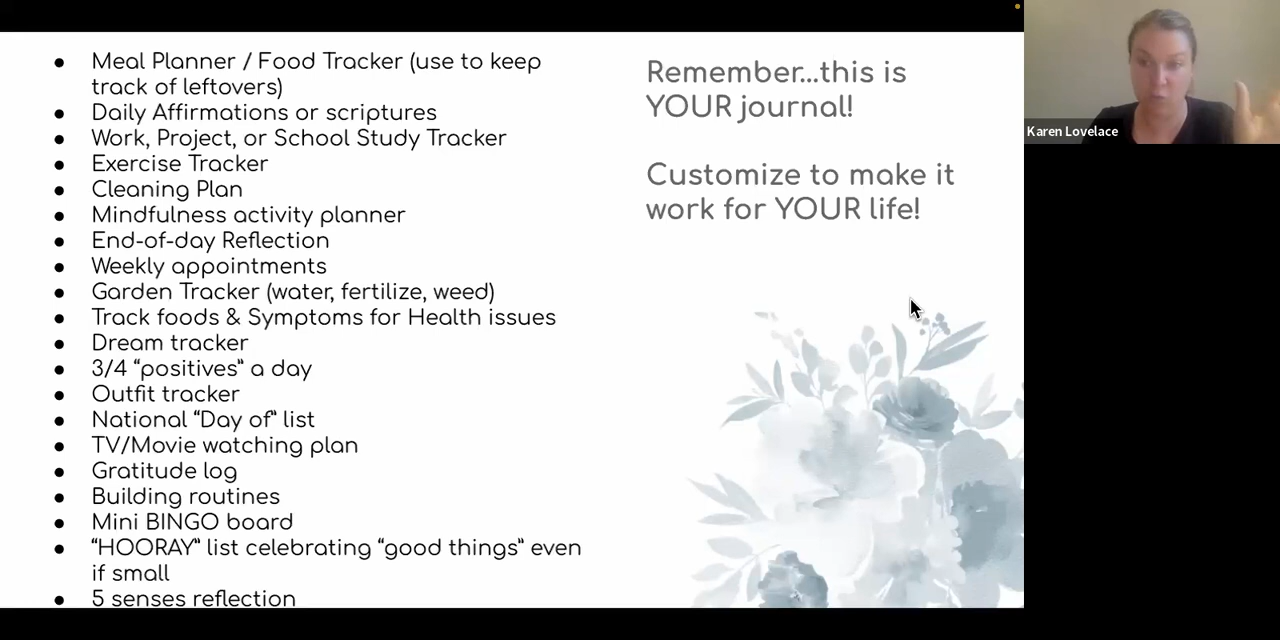 ● Meal Planner / Food Tracker (use to keep
track of leftovers)
● Daily Affirmations or scriptures
● Work, Project, or School Study Tracker
● Exercise Tracker
● Cleaning Plan
● Mindfulness activity planner
● End-of-day Reflection
● Weekly appointments
● Garden Tracker (water, fertilize, weed)
● Track foods & Symptoms for Health issues
● Dream tracker
● 3/4 “positives” a day
● Outfit tracker
● National “Day of” list
● TV/Movie watching plan
● Gratitude log
● Building routines
● Mini BINGO board
● “HOORAY” list celebrating “good things” even
if small
● 5 senses reflection
Remember...this is
YOUR journal!
Customize to make it
work for YOUR life!
Karen Lovelace